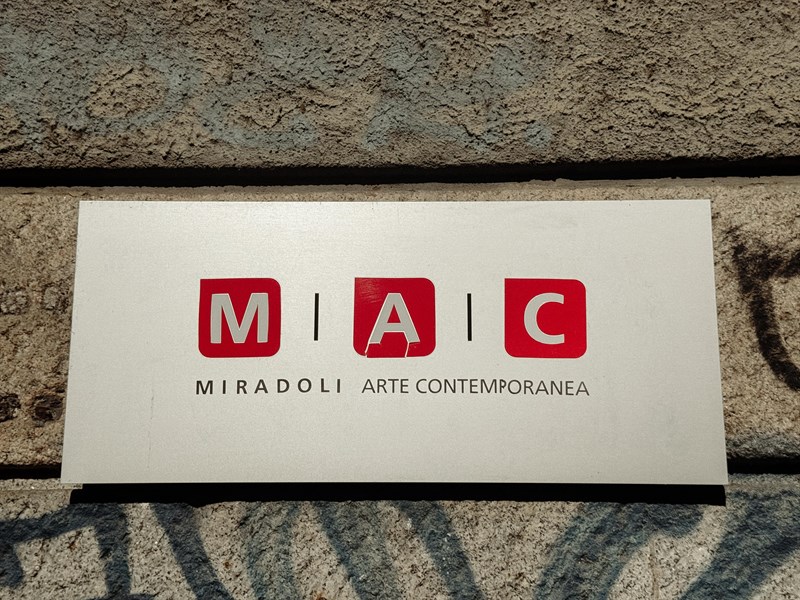 M | A | C
MIRADOLI ARTE CONTEMPORANEA